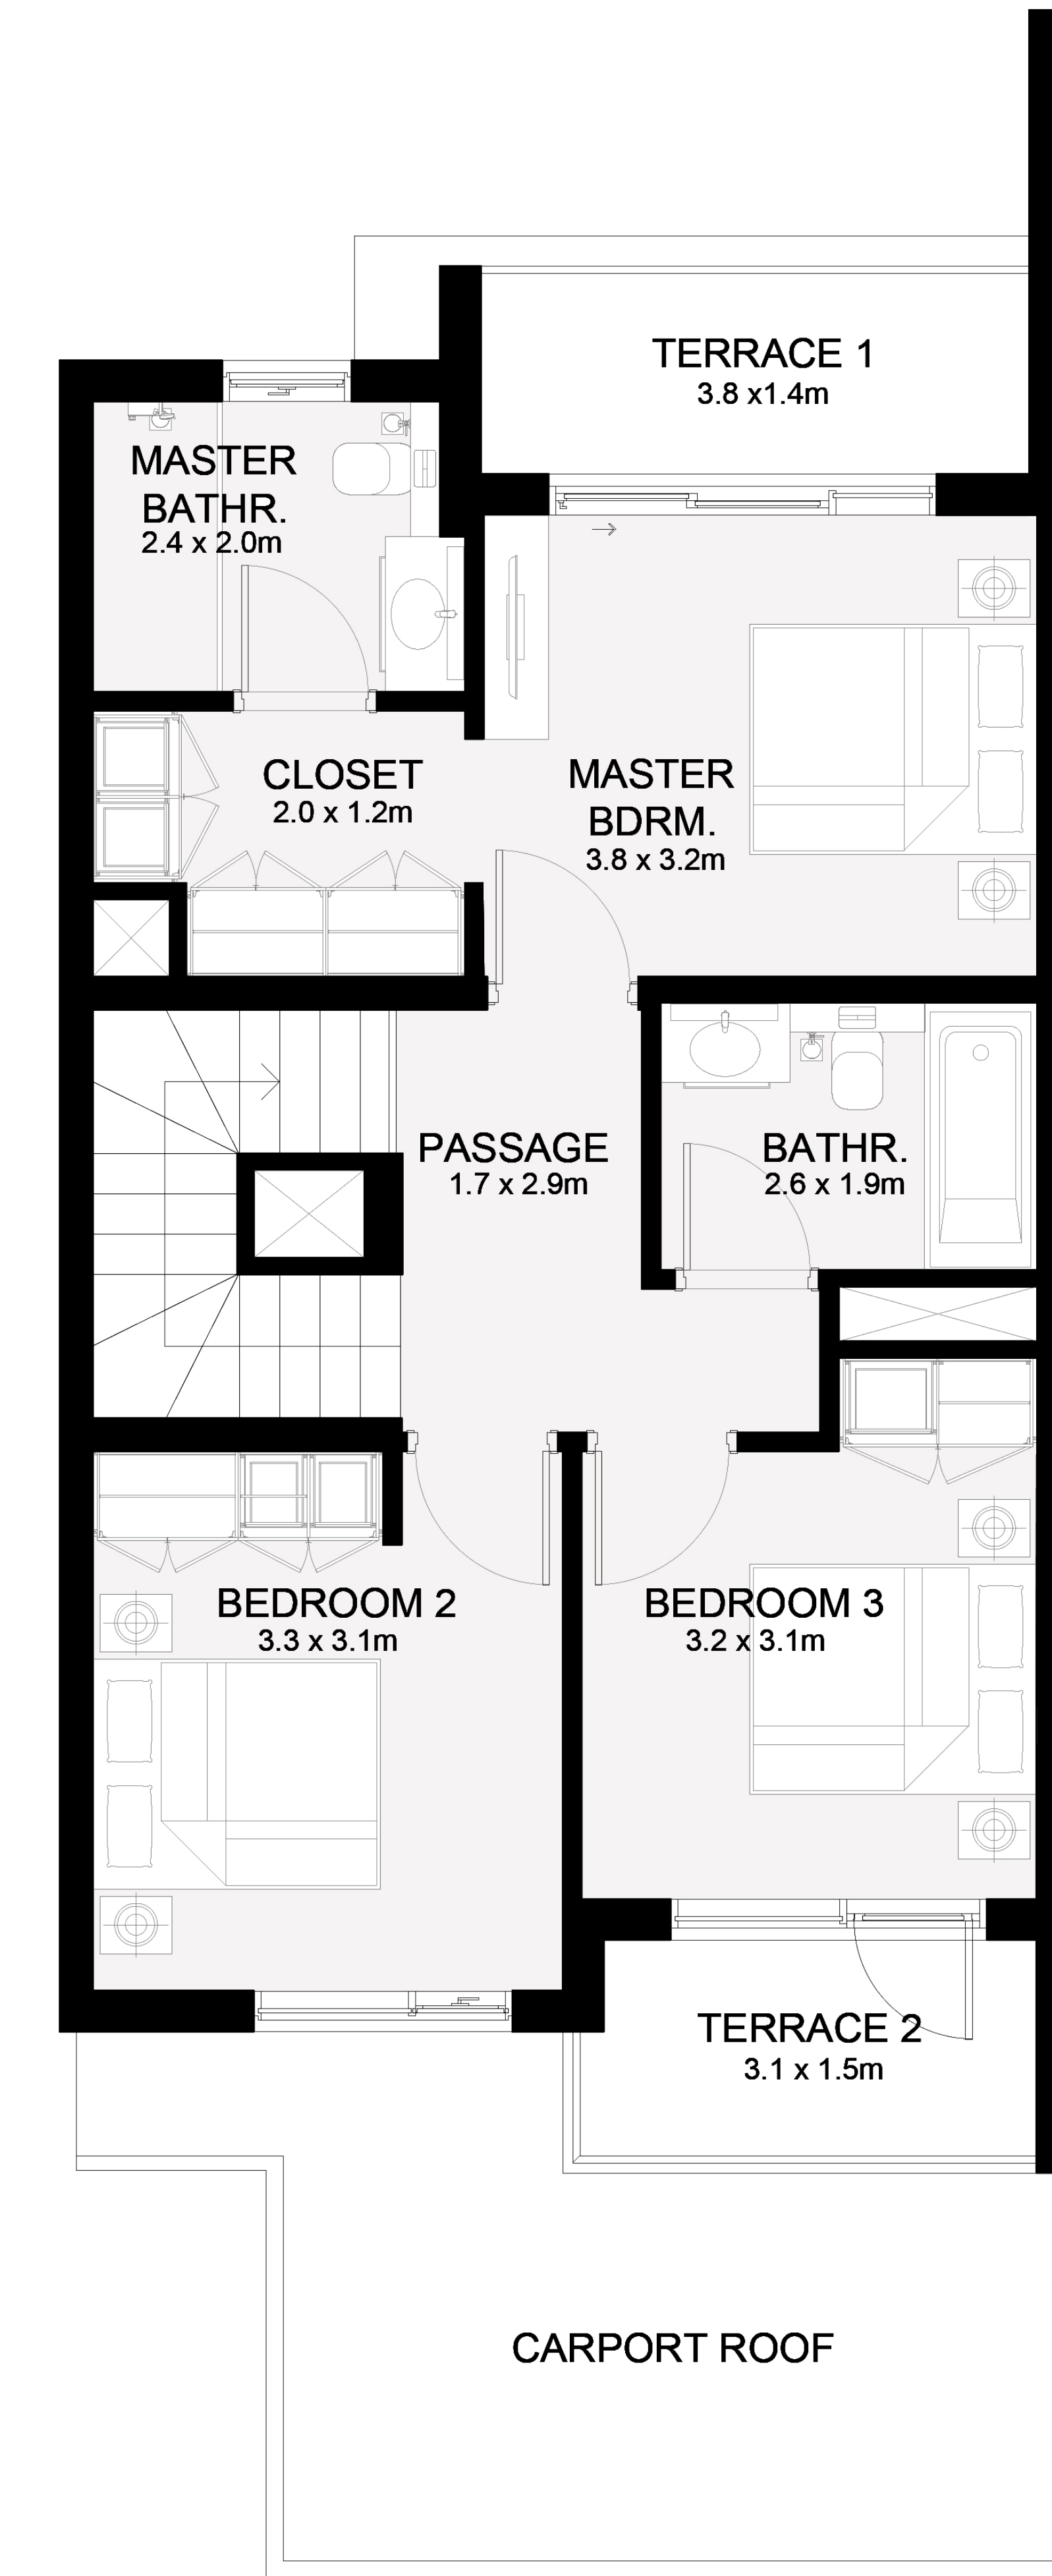 TERRACE 1
3.8 x1.4m
MASTER
BATHR.
2.4 x 2.0m
CLOSET
2.0 x 1.2m
MASTER
BDRM.
3.8 x 3.2m
PASSAGE
1.7 x 2.9m
BATHR.
2.6 x 1.9m
BEDROOM 2
3.3 x 3.1m
BEDROOM 3
3.2 x 3.1m
TERRACE 2
3.1 x 1.5m
CARPORT ROOF